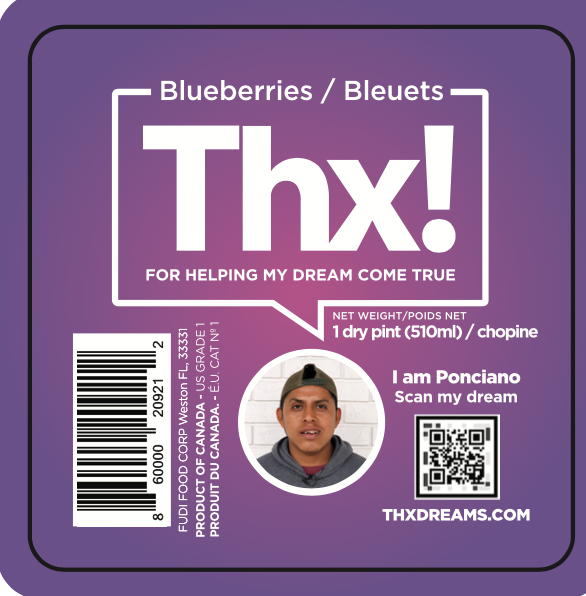 Blueberries / Bleuets
Thx!
FOR HELPING MY DREAM COME TRUE
NET WEIGHT/POIDS NET
1 dry pint (510ml) / chopine
I am Ponciano
Scan my dream
THXDREAMS.COM
8 60000 20921 2
FUDI FOOD CORP Weston FL, 33331
PRODUCT OF CANADA - US GRADE 1
PRODUIT DU CANADA. - É.U. CAT Nº 1